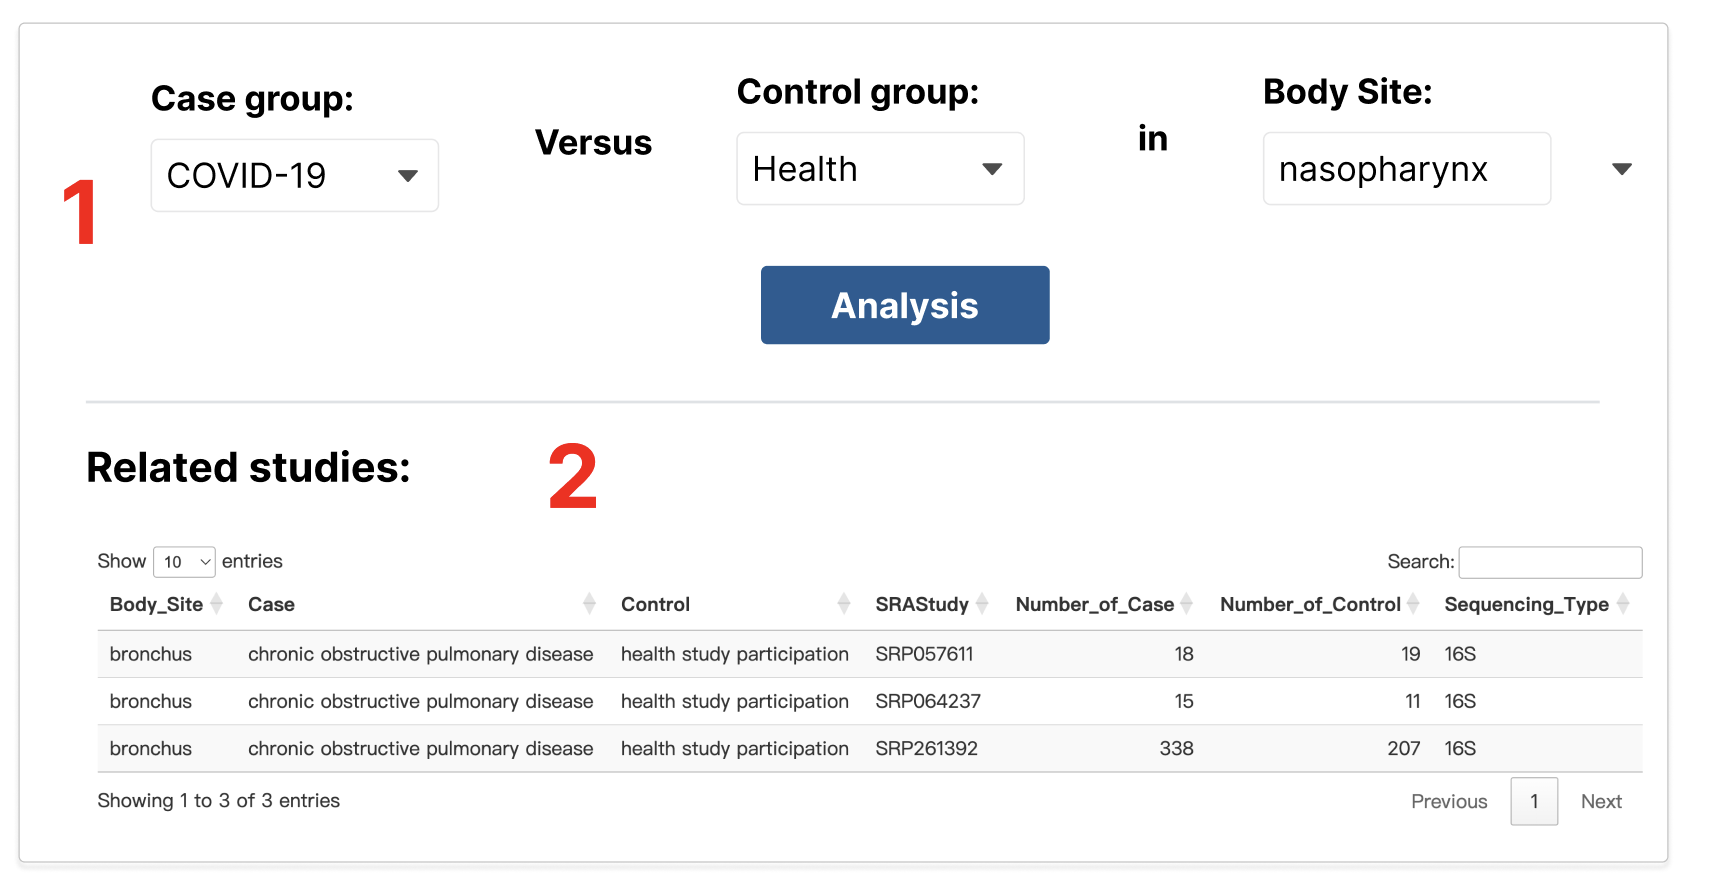 Case group:
Versus
Control group:
in
Body Site:
1
COVID-19
Health
nasopharynx
Analysis
Related studies:
2
Show 10 entries
Search:
Body_Site Case Control SRAStudy Number_of_Case Number_of_Control Sequencing_Type
bronchus chronic obstructive pulmonary disease health study participation SRP057611 18 19 16S
bronchus chronic obstructive pulmonary disease health study participation SRP064237 15 11 16S
bronchus chronic obstructive pulmonary disease health study participation SRP261392 338 207 16S
Showing 1 to 3 of 3 entries
Previous 1 Next